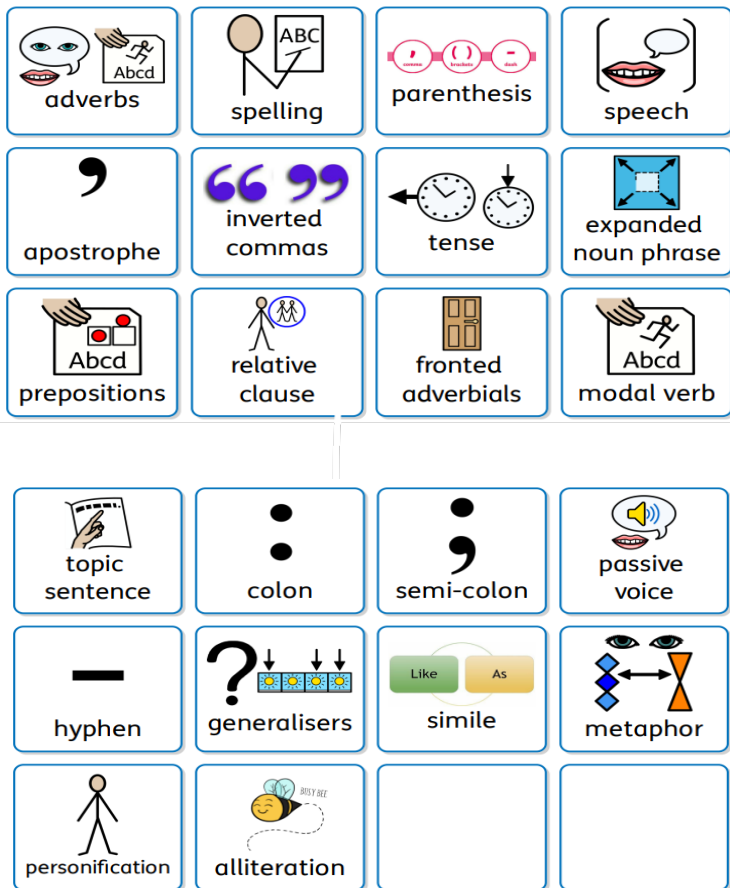 Abcd
adverbs
ABC
spelling
, ( ) -
comma brackets dash
parenthesis
speech
’
apostrophe
“ ”
inverted
commas
tense
expanded
noun phrase
Abcd
prepositions
relative
clause
fronted
adverbials
Abcd
modal verb
topic
sentence
:
colon
;
semi-colon
passive
voice
-
hyphen
?
generalisers
Like As
simile
metaphor
personification
BUSY BEE
alliteration